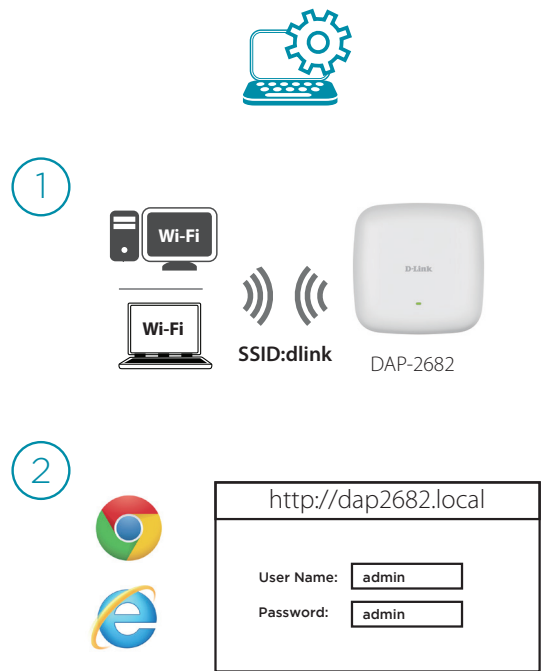 1
Wi-Fi
D-Link
Wi-Fi
SSID:dlink
DAP-2682
2
http://dap2682.local
User Name: admin
Password: admin